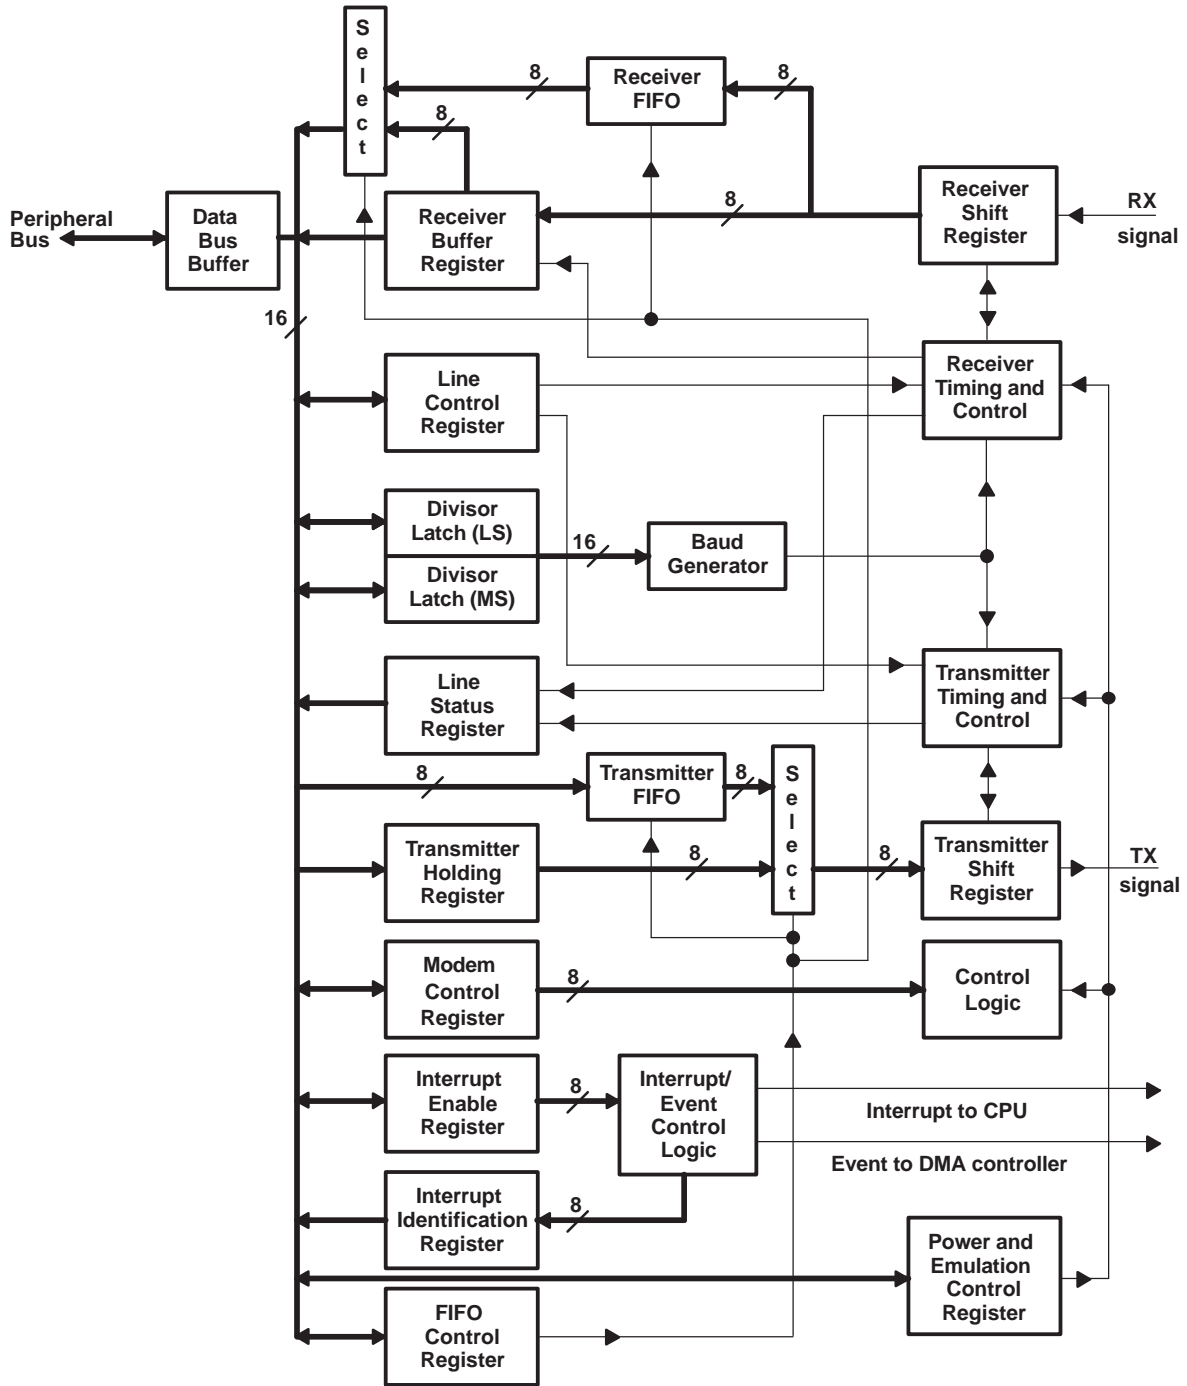 S
e
l
e
c
t
8
Receiver
FIFO
8
8
Peripheral
Bus
Data
Bus
Buffer
Receiver
Buffer
Register
8
Receiver
Shift
Register
RX
signal
16
Line
Control
Register
Receiver
Timing and
Control
Divisor
Latch (LS)
Divisor
Latch (MS)
16
Baud
Generator
Line
Status
Register
Transmitter
Timing and
Control
8
Transmitter
FIFO
8
S
e
l
e
c
t
Transmitter
Holding
Register
8
8
Transmitter
Shift
Register
TX
signal
Modem
Control
Register
8
Control
Logic
Interrupt
Enable
Register
8
Interrupt/
Event
Control
Logic
Interrupt to CPU
Event to DMA controller
Interrupt
Identification
Register
8
Power and
Emulation
Control
Register
FIFO
Control
Register